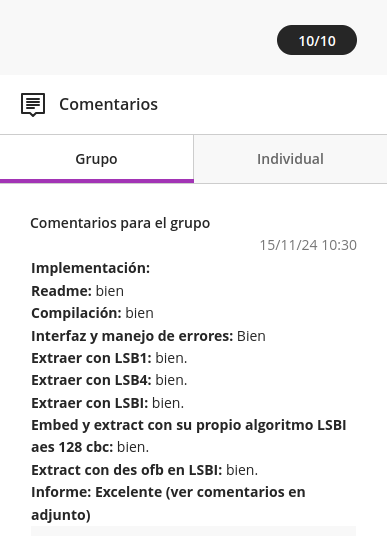 10/10
Comentarios
Grupo
Individual
Comentarios para el grupo
15/11/24 10:30
Implementación:
Readme: bien
Compilación: bien
Interfaz y manejo de errores: Bien
Extraer con LSB1: bien.
Extraer con LSB4: bien.
Extraer con LSBI: bien.
Embed y extract con su propio algoritmo LSBI
aes 128 cbc: bien.
Extract con des ofb en LSBI: bien.
Informe: Excelente (ver comentarios en
adjunto)